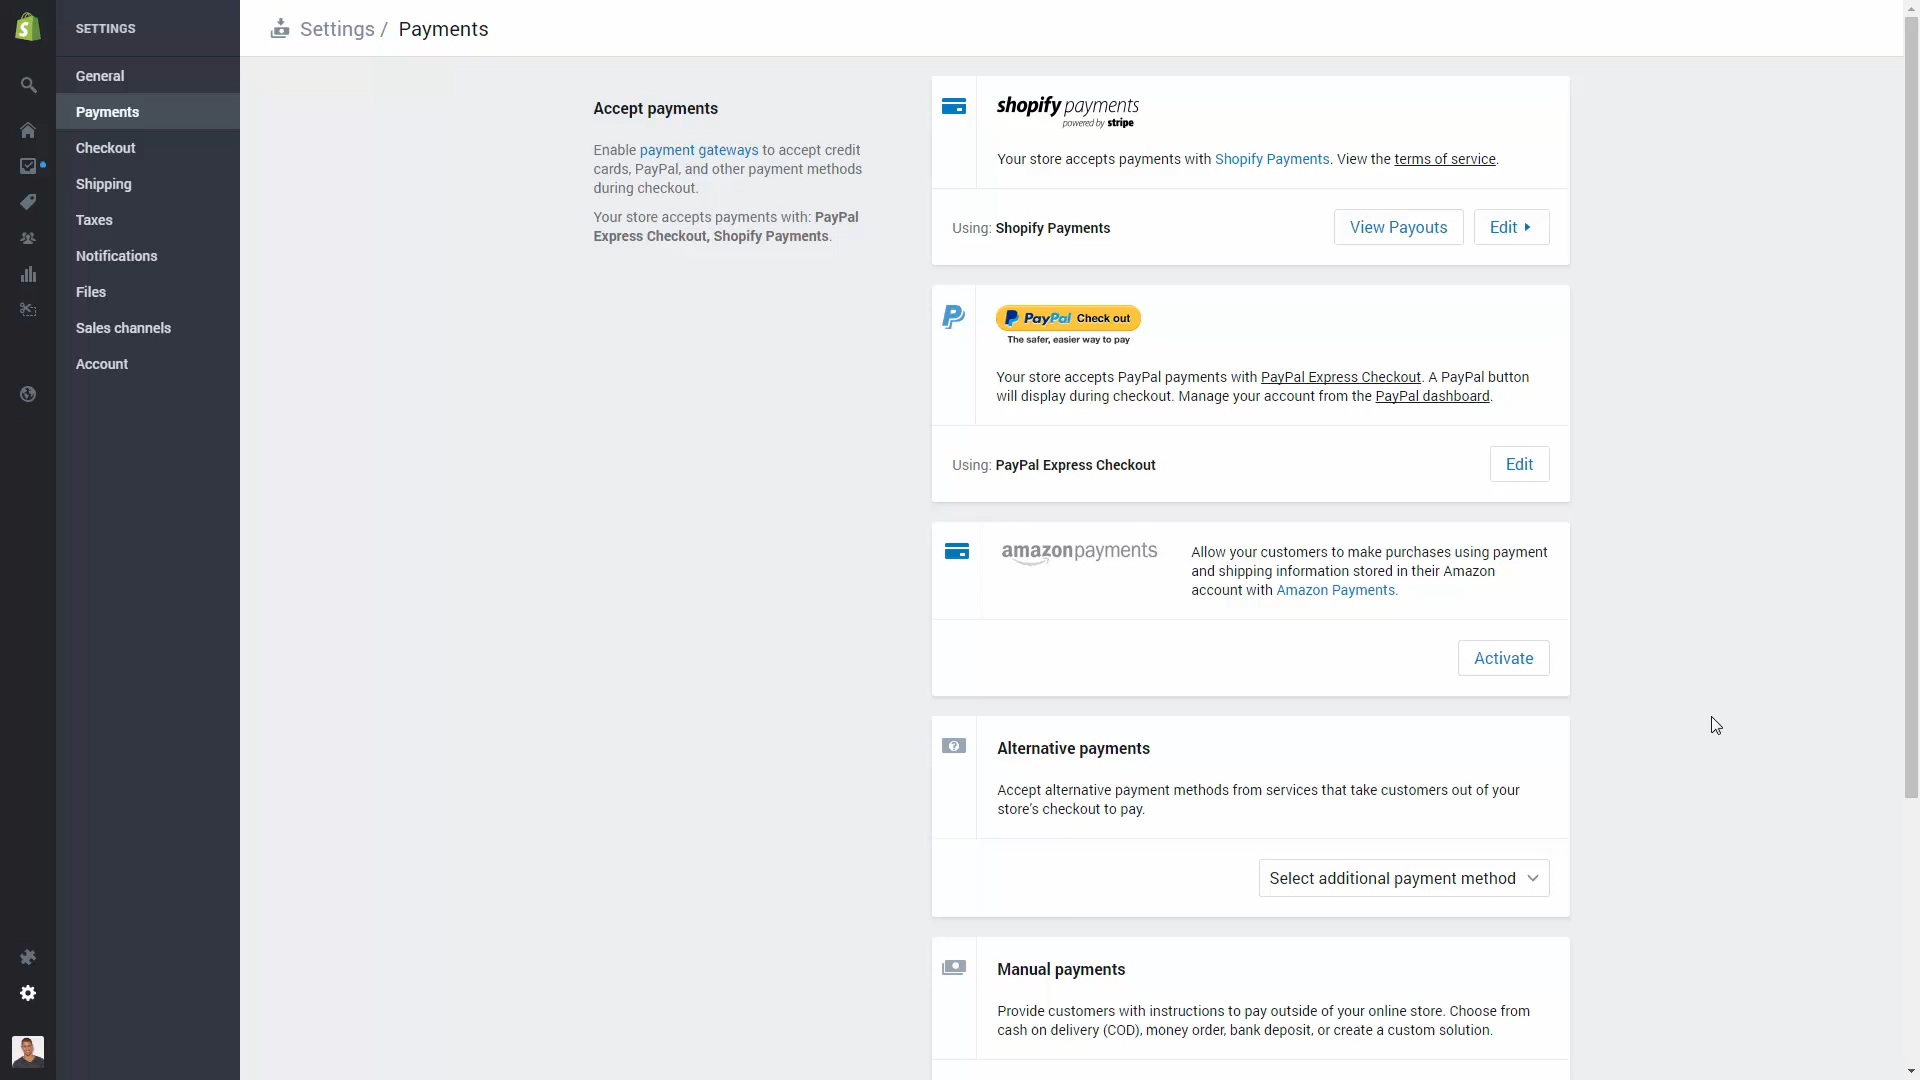 SETTINGS
General
Payments
Checkout
Shipping
Taxes
Notifications
Files
Sales channels
Account
Settings / Payments
Accept payments
Enable payment gateways to accept credit
cards, PayPal, and other payment methods
during checkout.
Your store accepts payments with: PayPal
Express Checkout, Shopify Payments.
shopify payments
powered by stripe
Your store accepts payments with Shopify Payments. View the terms of service.
Using: Shopify Payments
View Payouts
Edit
PayPal Check out
The safer, easier way to pay
Your store accepts PayPal payments with PayPal Express Checkout. A PayPal button
will display during checkout. Manage your account from the PayPal dashboard.
Using: PayPal Express Checkout
Edit
amazonpayments
Allow your customers to make purchases using payment
and shipping information stored in their Amazon
account with Amazon Payments.
Activate
Alternative payments
Accept alternative payment methods from services that take customers out of your
store's checkout to pay.
Select additional payment method
Manual payments
Provide customers with instructions to pay outside of your online store. Choose from
cash on delivery (COD), money order, bank deposit, or create a custom solution.